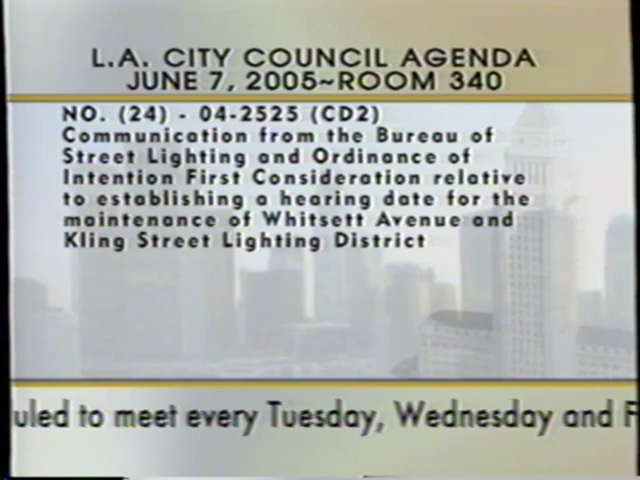 L.A. CITY COUNCIL AGENDA
JUNE 7, 2005~ROOM 340
NO. (24) - 04-2525 (CD2)
Communication from the Bureau of
Street Lighting and Ordinance of
Intention First Consideration relative
to establishing a hearing date for the
maintenance of Whitsett Avenue and
Kling Street Lighting District
uled to meet every Tuesday, Wednesday and F